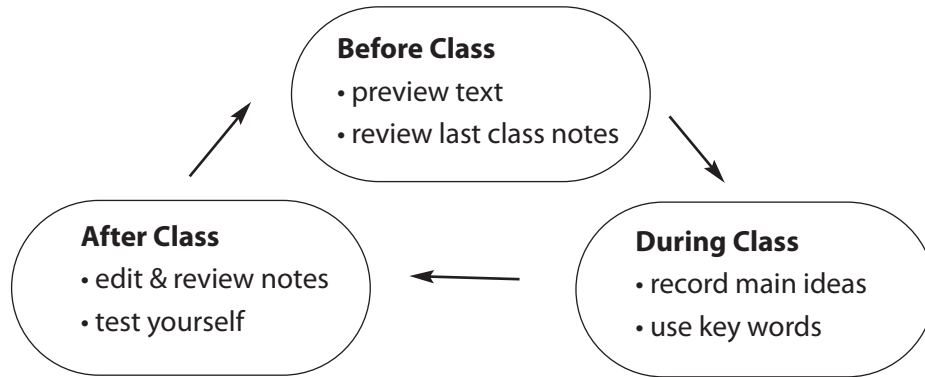 Before Class
• preview text
• review last class notes
During Class
• record main ideas
• use key words
After Class
• edit & review notes
• test yourself